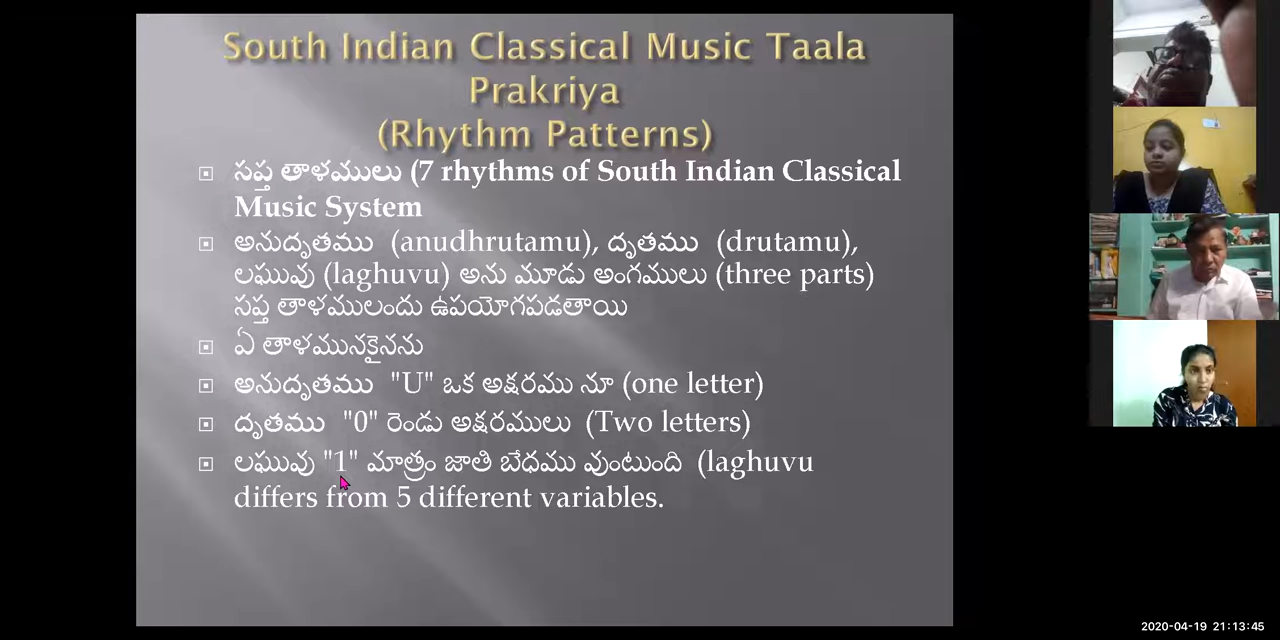 South Indian Classical Music Taala
Prakriya
(Rhythm Patterns)
సప్త తాళములు (7 rhythms of South Indian Classical
Music System
అనుదృతము (anudhrutamu), దృతము (drutamu),
లఘువు (laghuvu) అను మూడు అంగములు (three parts)
సప్త తాళములందు ఉపయోగపడతాయి
ఏ తాళమునకైనను
అనుదృతము "U" ఒక అక్షరము నూ (one letter)
దృతము "0" రెండు అక్షరములు (Two letters)
లఘువు "1" మాత్రం జాతి బేధము వుంటుంది (laghuvu
differs from 5 different variables.
2020-04-19 21:13:45